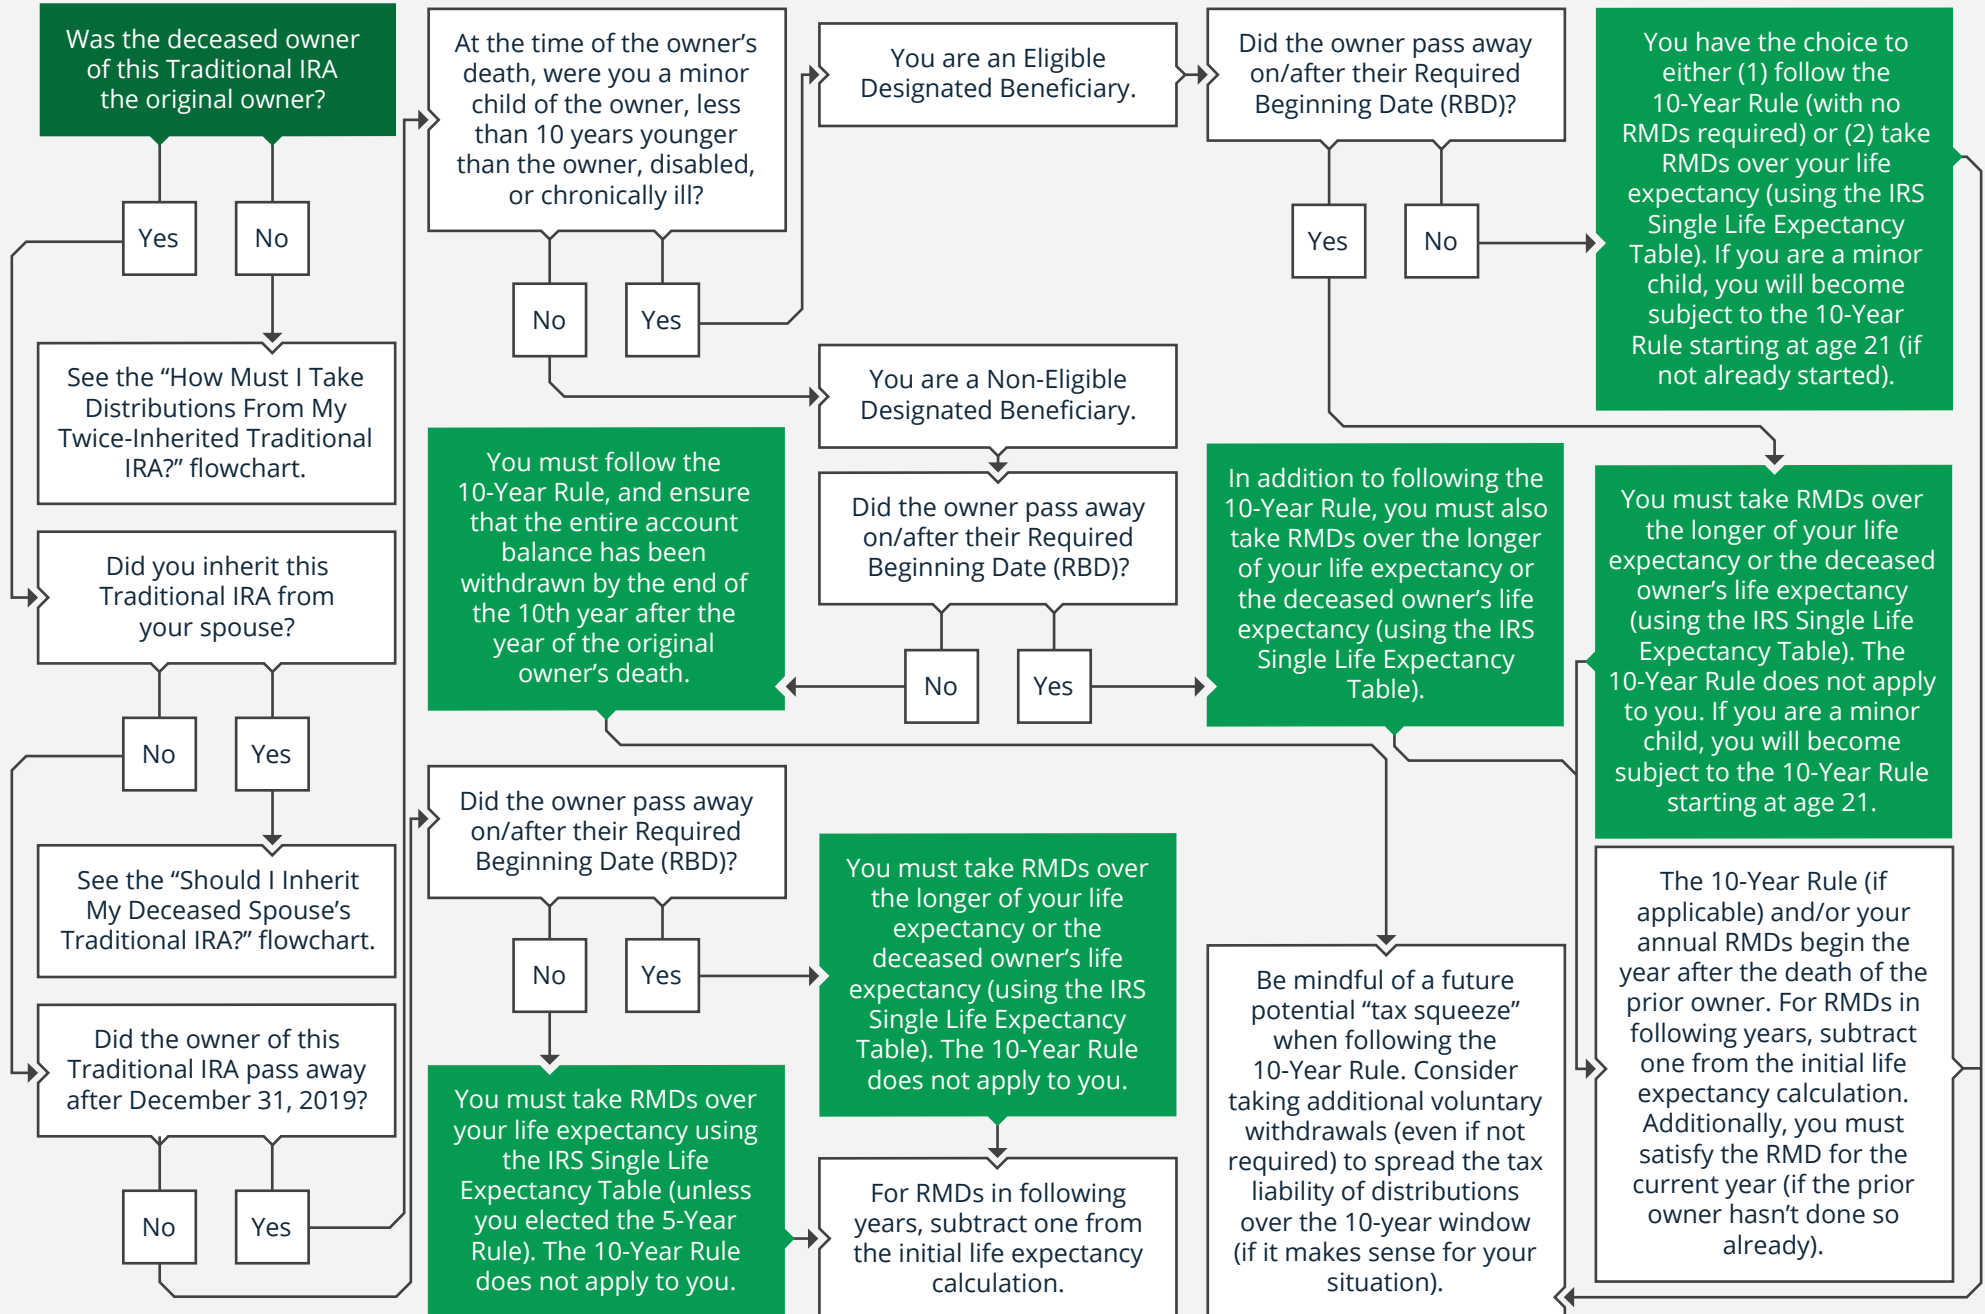 Was the deceased owner
of this Traditional IRA
the original owner?
Yes
No
See the “How Must I Take
Distributions From My
Twice-Inherited Traditional
IRA?” flowchart.
Did you inherit this
Traditional IRA from
your spouse?
No
Yes
See the “Should I Inherit
My Deceased Spouse’s
Traditional IRA?” flowchart.
Did the owner of this
Traditional IRA pass away
after December 31, 2019?
No
Yes
At the time of the owner’s
death, were you a minor
child of the owner, less
than 10 years younger
than the owner, disabled,
or chronically ill?
No
Yes
You must follow the
10-Year Rule, and ensure
that the entire account
balance has been
withdrawn by the end of
the 10th year after the
year of the original
owner’s death.
Did the owner pass away
on/after their Required
Beginning Date (RBD)?
No
Yes
You must take RMDs over
your life expectancy using
the IRS Single Life
Expectancy Table (unless
you elected the 5-Year
Rule). The 10-Year Rule
does not apply to you.
You are an Eligible
Designated Beneficiary.
You are a Non-Eligible
Designated Beneficiary.
Did the owner pass away
on/after their Required
Beginning Date (RBD)?
No
Yes
You must take RMDs over
the longer of your life
expectancy or the
deceased owner’s life
expectancy (using the IRS
Single Life Expectancy
Table). The 10-Year Rule
does not apply to you.
For RMDs in following
years, subtract one from
the initial life expectancy
calculation.
Did the owner pass away
on/after their Required
Beginning Date (RBD)?
Yes
No
In addition to following the
10-Year Rule, you must also
take RMDs over the longer
of your life expectancy or
the deceased owner’s life
expectancy (using the IRS
Single Life Expectancy
Table).
Be mindful of a future
potential “tax squeeze”
when following the
10-Year Rule. Consider
taking additional voluntary
withdrawals (even if not
required) to spread the tax
liability of distributions
over the 10-year window
(if it makes sense for your
situation).
You have the choice to
either (1) follow the
10-Year Rule (with no
RMDs required) or (2) take
RMDs over your life
expectancy (using the IRS
Single Life Expectancy
Table). If you are a minor
child, you will become
subject to the 10-Year
Rule starting at age 21 (if
not already started).
You must take RMDs over
the longer of your life
expectancy or the deceased
owner’s life expectancy
(using the IRS Single Life
Expectancy Table). The
10-Year Rule does not apply
to you. If you are a minor
child, you will become
subject to the 10-Year Rule
starting at age 21.
The 10-Year Rule (if
applicable) and/or your
annual RMDs begin the
year after the death of the
prior owner. For RMDs in
following years, subtract
one from the initial life
expectancy calculation.
Additionally, you must
satisfy the RMD for the
current year (if the prior
owner hasn't done so
already).